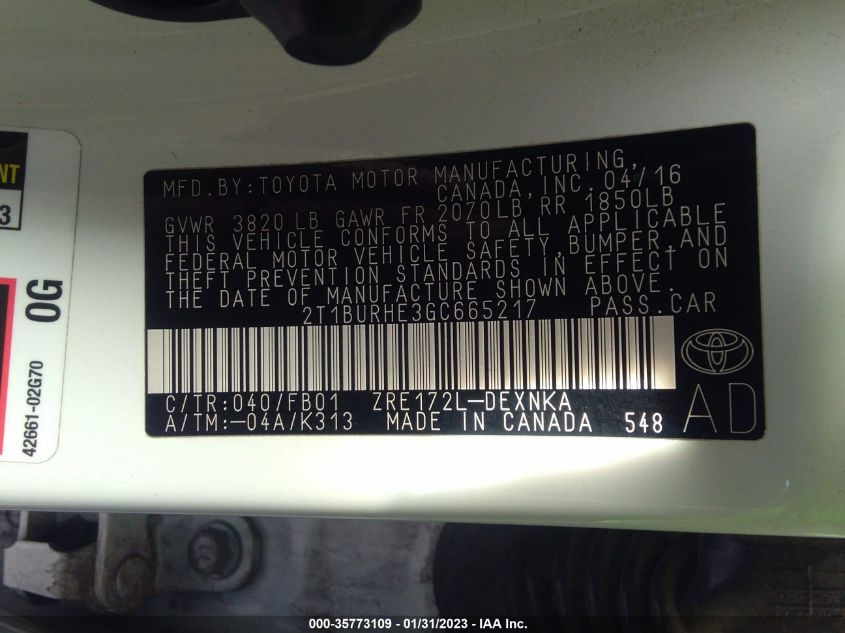 MFD.BY:TOYOTA MOTOR MANUFACTURING,
CANADA,INC.04/16
GVWR 3820 LB GAWR FR 2070LB RR 1850LB
THIS VEHICLE CONFORMS TO ALL APPLICABLE
FEDERAL MOTOR VEHICLE SAFETY,BUMPER,AND
THEFT PREVENTION STANDARDS IN EFFECT ON
THE DATE OF MANUFACTURE SHOWN ABOVE.
2T1BURHE3GC665217 PASS.CAR
C/TR:040/FB01 ZRE172L-DEXNKA
A/TM:-04A/K313 MADE IN CANADA 548
AD
NT
3
0G
42661-02G70
000-35773109 - 01/31/2023 - IAA Inc.